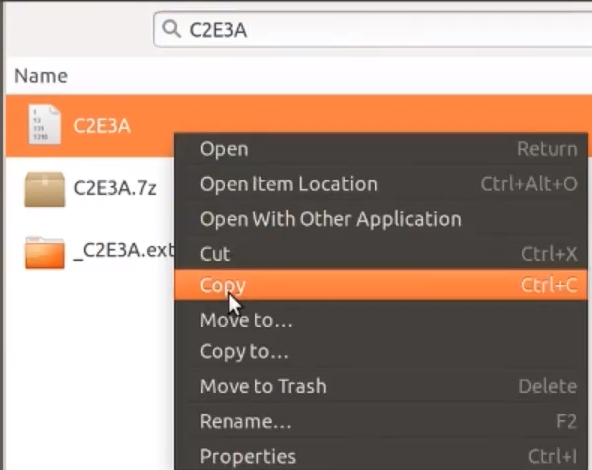 C2E3A
Name
C2E3A
C2E3A.7z
_C2E3A.ext
Open Return
Open Item Location Ctrl+Alt+O
Open With Other Application
Cut Ctrl+X
Copy Ctrl+C
Move to...
Copy to...
Move to Trash Delete
Rename... F2
Properties Ctrl+I